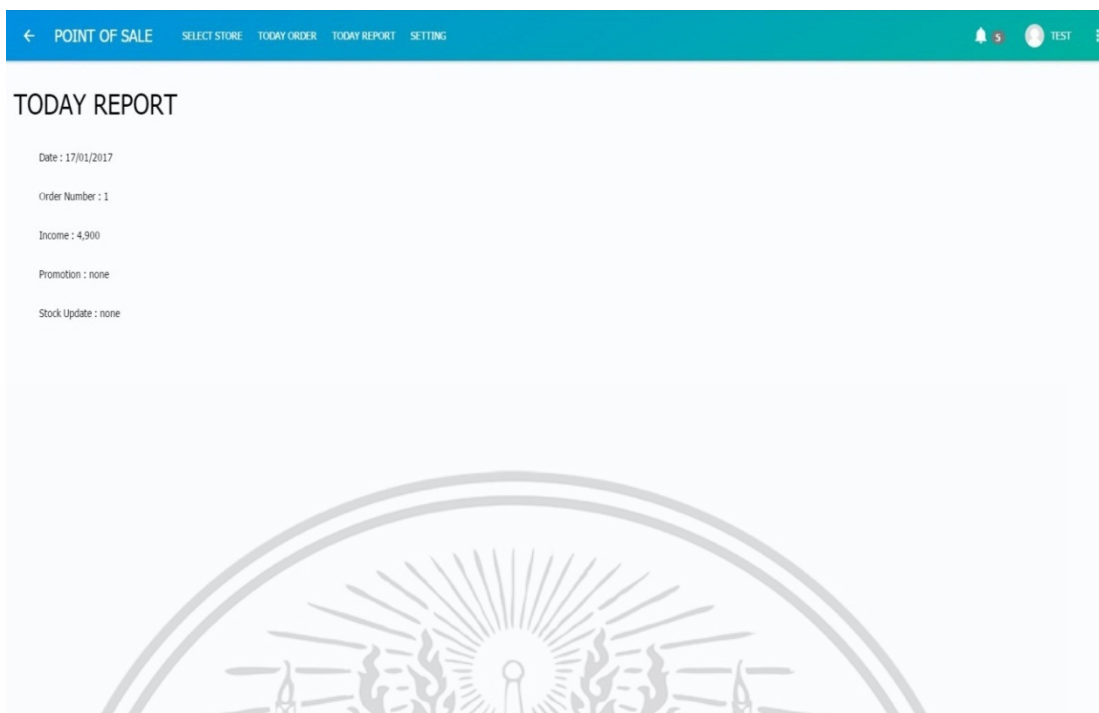 POINT OF SALE SELECT STORE TODAY ORDER TODAY REPORT SETTING 5 TEST
TODAY REPORT
Date : 17/01/2017
Order Number : 1
Income : 4,900
Promotion : none
Stock Update : none